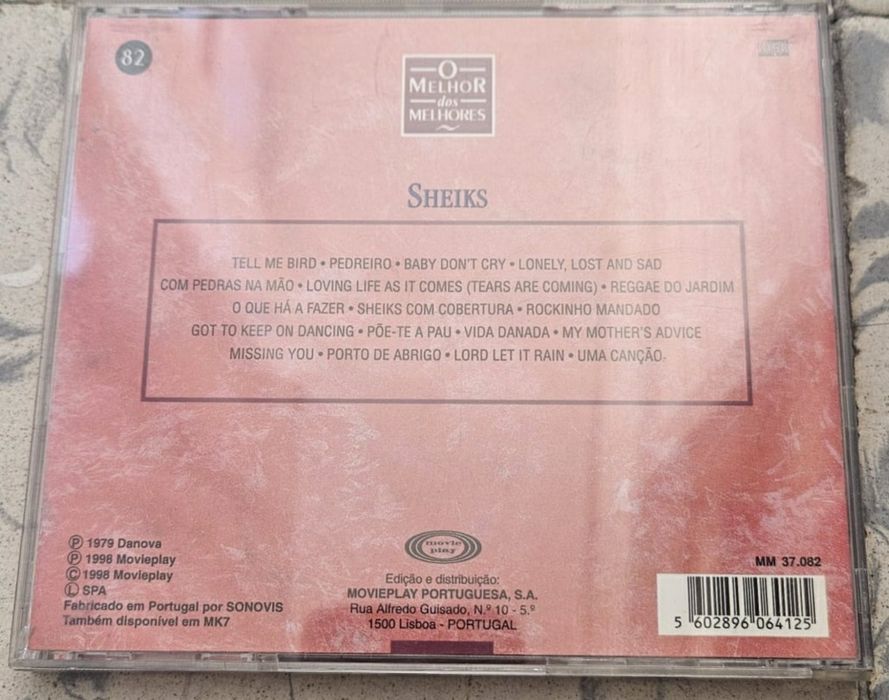 82
O
MELHOR
dos
MELHORES
SHEIKS
TELL ME BIRD • PEDREIRO • BABY DON'T CRY • LONELY, LOST AND SAD
COM PEDRAS NA MÃO • LOVING LIFE AS IT COMES (TEARS ARE COMING) • REGGAE DO JARDIM
O QUE HÁ A FAZER • SHEIKS COM COBERTURA • ROCKINHO MANDADO
GOT TO KEEP ON DANCING • PÕE-TE A PAU • VIDA DANADA • MY MOTHER'S ADVICE
MISSING YOU • PORTO DE ABRIGO • LORD LET IT RAIN • UMA CANÇÃO
Ⓟ 1979 Danova
Ⓟ 1998 Movieplay
Ⓒ 1998 Movieplay
Ⓛ SPA
Fabricado em Portugal por SONOVIS
Também disponível em MK7
movie
play
Edição e distribuição:
MOVIEPLAY PORTUGUESA, S.A.
Rua Alfredo Guisado, N.º 10 - 5.º
1500 Lisboa - PORTUGAL
MM 37.082
5 602896 064125